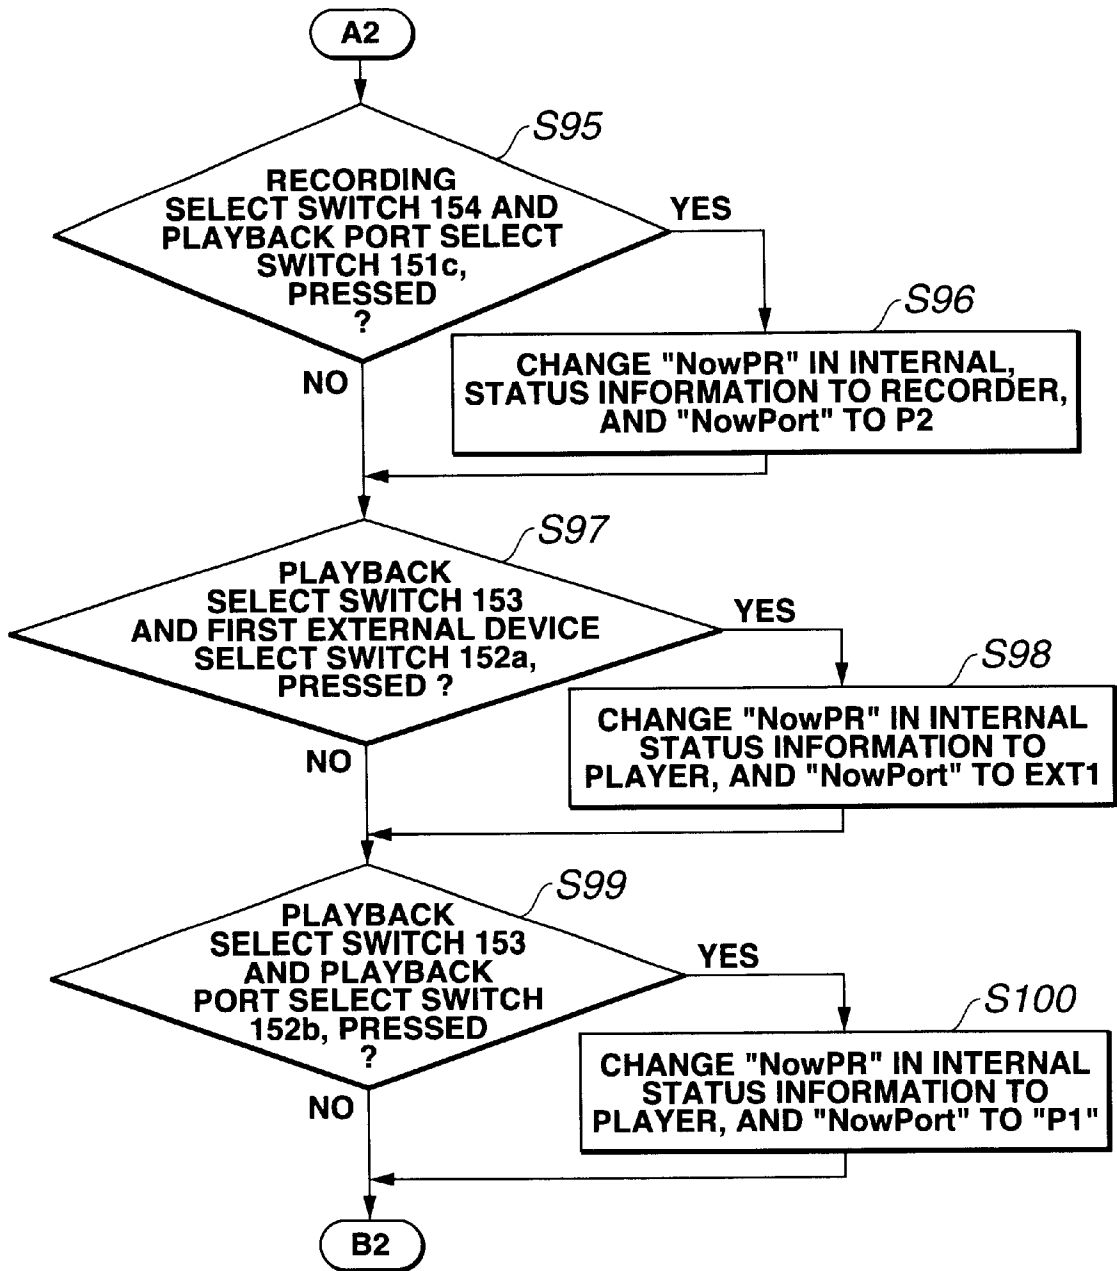 A2
S95
RECORDING
SELECT SWITCH 154 AND
PLAYBACK PORT SELECT
SWITCH 151c,
PRESSED
?
YES
NO
S96
CHANGE "NowPR" IN INTERNAL,
STATUS INFORMATION TO RECORDER,
AND "NowPort" TO P2
S97
PLAYBACK
SELECT SWITCH 153
AND FIRST EXTERNAL DEVICE
SELECT SWITCH 152a,
PRESSED ?
YES
NO
S98
CHANGE "NowPR" IN INTERNAL
STATUS INFORMATION TO
PLAYER, AND "NowPort" TO EXT1
S99
PLAYBACK
SELECT SWITCH 153
AND PLAYBACK
PORT SELECT SWITCH
152b, PRESSED
?
YES
NO
S100
CHANGE "NowPR" IN INTERNAL
STATUS INFORMATION TO
PLAYER, AND "NowPort" TO "P1"
B2